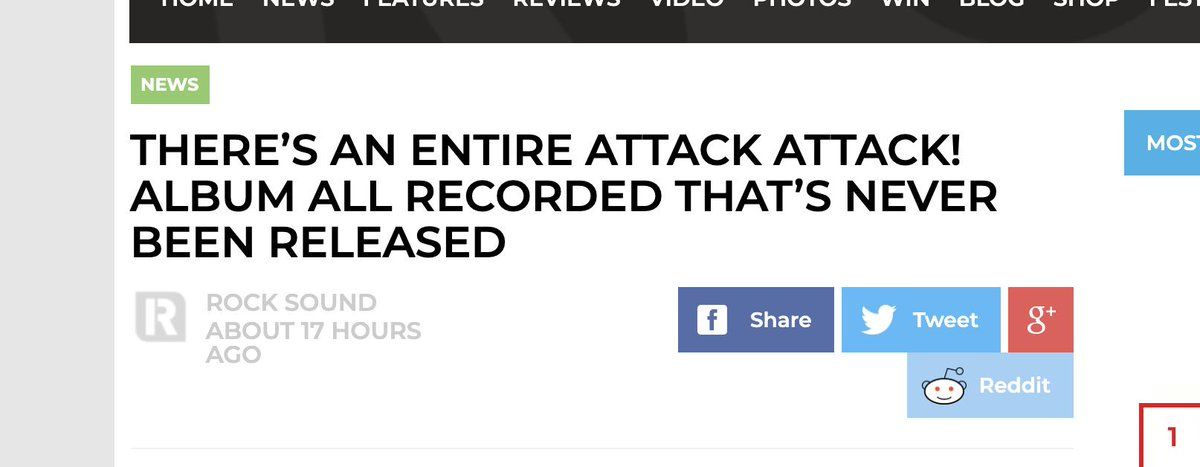 HOME NEWS FEATURES REVIEWS VIDEO PHOTOS WIN BLOG SHOP
NEWS
THERE’S AN ENTIRE ATTACK ATTACK!
ALBUM ALL RECORDED THAT’S NEVER
BEEN RELEASED
MOST
ROCK SOUND
ABOUT 17 HOURS
AGO
Share
Tweet
g+
Reddit
1